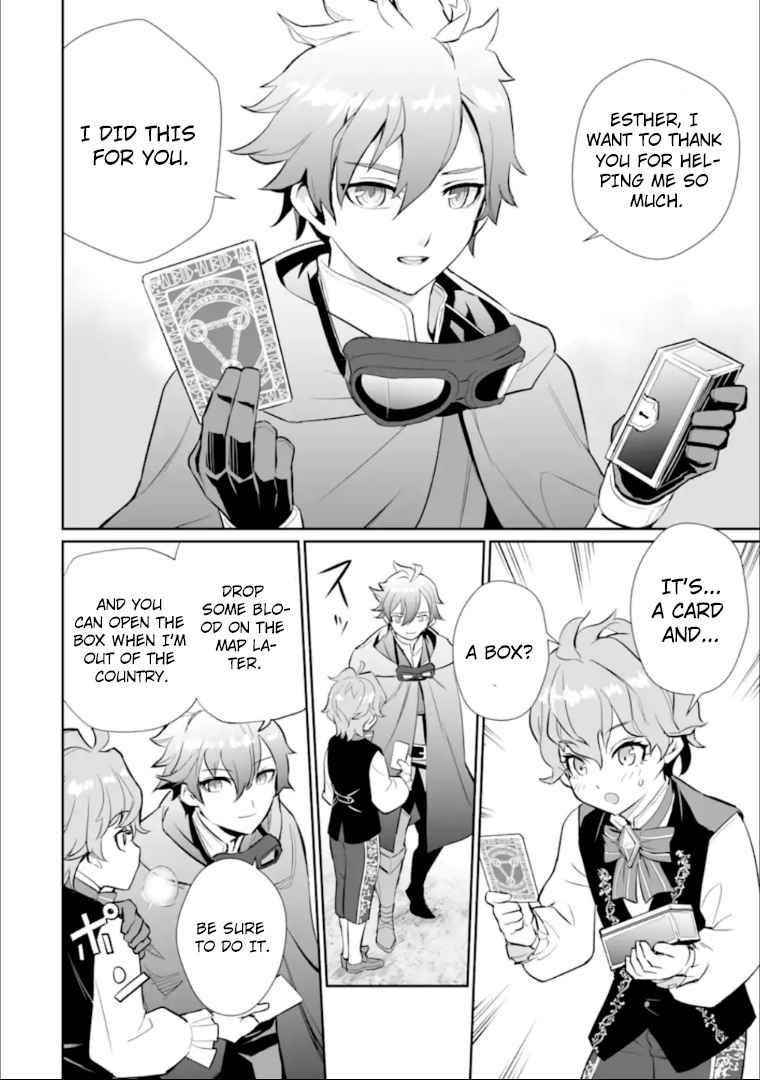 ESTHER, I
WANT TO THANK
YOU FOR HEL-
PING ME SO
MUCH.
I DID THIS
FOR YOU.
IT'S...
A CARD
AND...
A BOX?
DROP
SOME BLO-
OD ON THE
MAP LA-
TER.
AND YOU
CAN OPEN THE
BOX WHEN I'M
OUT OF THE
COUNTRY.
BE SURE
TO DO IT.